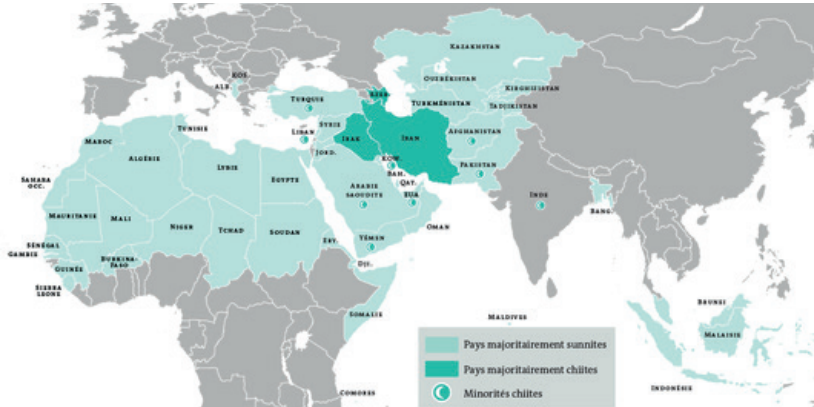 KAZAKHSTAN
OUZBÉKISTAN
KIRGHIZISTAN
TURKMÉNISTAN
TADJIKISTAN
KOS.
ALB.
TURQUIE
AZER.
SYRIE
LIBAN
IRAK
IRAN
AFGHANISTAN
JORD.
KOW.
PAKISTAN
BAH.
QAT.
EUA
TUNISIE
MAROC
ALGÉRIE
LYBIE
EGYPTE
ARABIE
SAOUDITE
SAHARA
OCC.
MAURITANIE
MALI
NIGER
TCHAD
SOUDAN
ERY.
YÉMEN
OMAN
INDE
BANG.
SÉNÉGAL
GAMBIE
GUINÉE
BURKINA-
FASO
SIERRA
LEONE
DJI.
SOMALIE
MALDIVES
BRUNEI
MALAISIE
INDONÉSIE
COMORES
Pays majoritairement sunnites
Pays majoritairement chiites
Minorités chiites